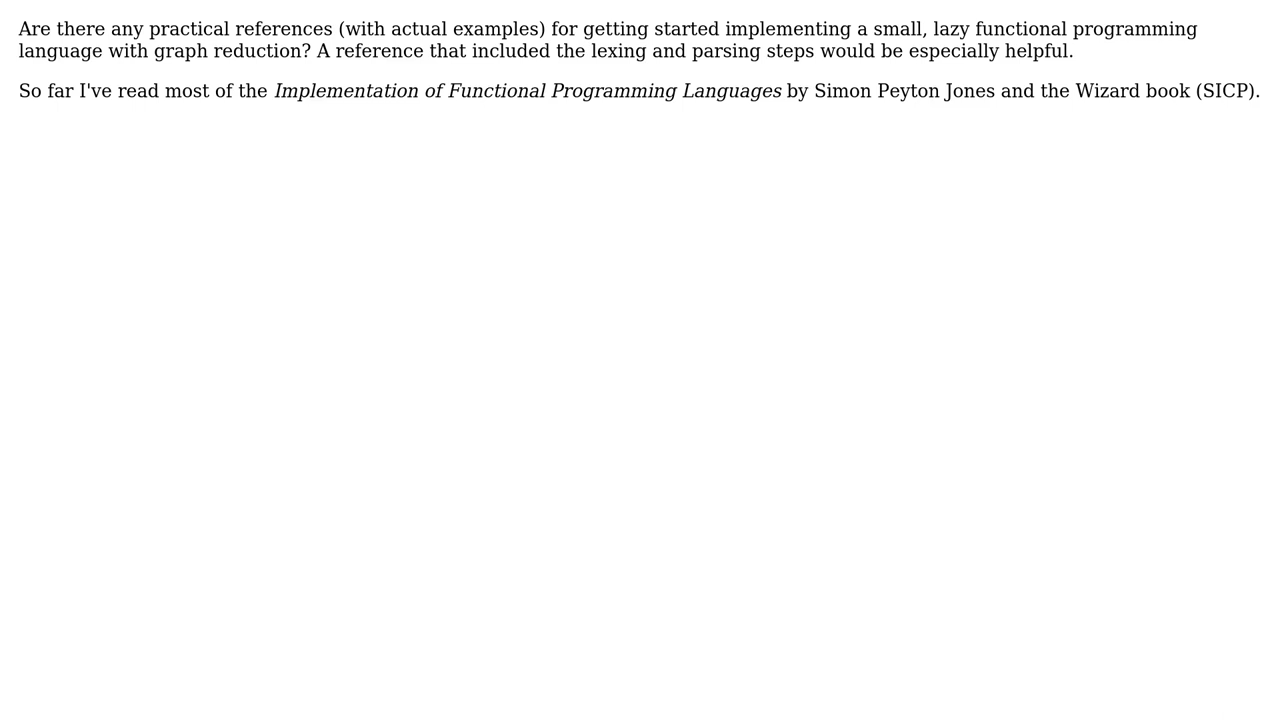 Are there any practical references (with actual examples) for getting started implementing a small, lazy functional programming
language with graph reduction? A reference that included the lexing and parsing steps would be especially helpful.
So far I've read most of the Implementation of Functional Programming Languages by Simon Peyton Jones and the Wizard book (SICP).